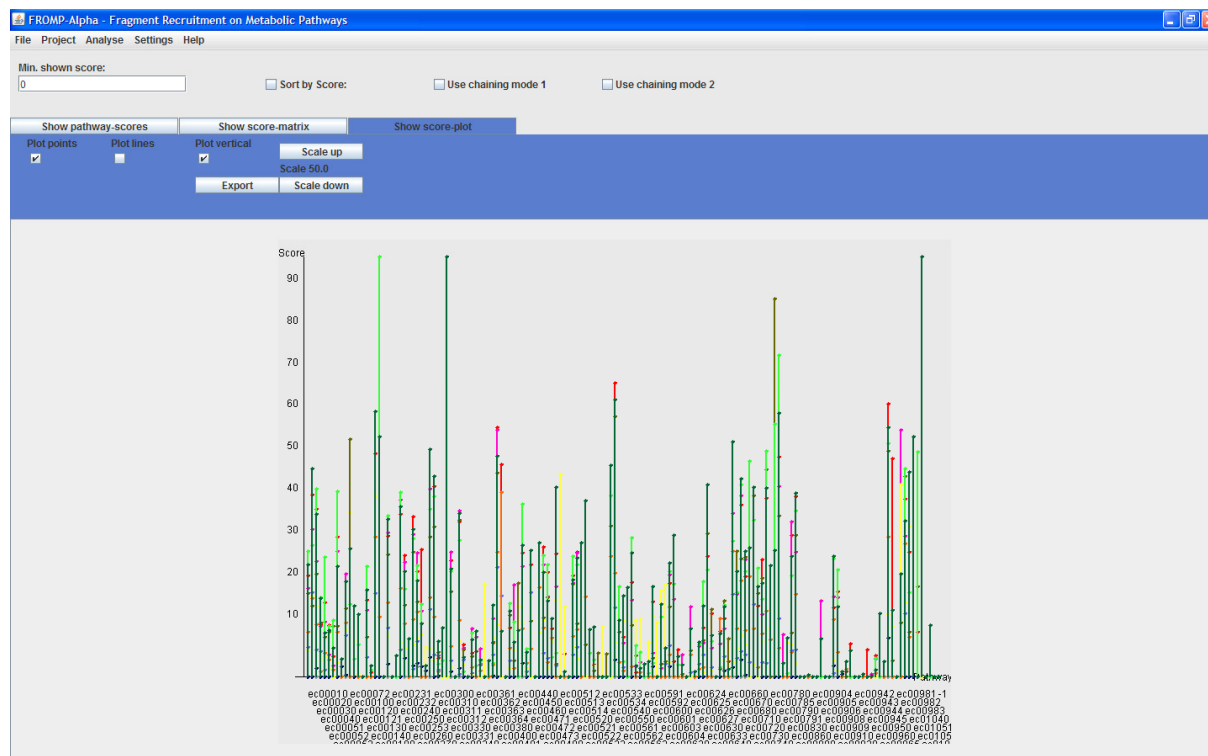 FROMP-Alpha - Fragment Recruitment on Metabolic Pathways
File Project Analyse Settings Help
Min. shown score:
0
Sort by Score:
Use chaining mode 1
Use chaining mode 2
Show pathway-scores
Show score-matrix
Show score-plot
Plot points
Plot lines
Plot vertical
Scale up
Scale 50.0
Export
Scale down
Score
90
80
70
60
50
40
30
20
10
Pathway
ec00010 ec00072 ec00231 ec00300 ec00361 ec00440 ec00512 ec00533 ec00591 ec00624 ec00660 ec00780 ec00904 ec00942 ec00981 -1
ec00020 ec00100 ec00232 ec00310 ec00362 ec00450 ec00513 ec00534 ec00592 ec00625 ec00670 ec00785 ec00905 ec00943 ec00982
ec00030 ec00120 ec00240 ec00311 ec00363 ec00460 ec00514 ec00540 ec00600 ec00626 ec00680 ec00790 ec00906 ec00944 ec00983
ec00040 ec00121 ec00250 ec00312 ec00364 ec00471 ec00520 ec00550 ec00601 ec00627 ec00710 ec00791 ec00908 ec00945 ec01040
ec00051 ec00130 ec00253 ec00330 ec00380 ec00472 ec00521 ec00561 ec00603 ec00630 ec00720 ec00830 ec00909 ec00950 ec01051
ec00052 ec00140 ec00260 ec00331 ec00400 ec00473 ec00522 ec00562 ec00604 ec00633 ec00730 ec00860 ec00910 ec00960 ec01055